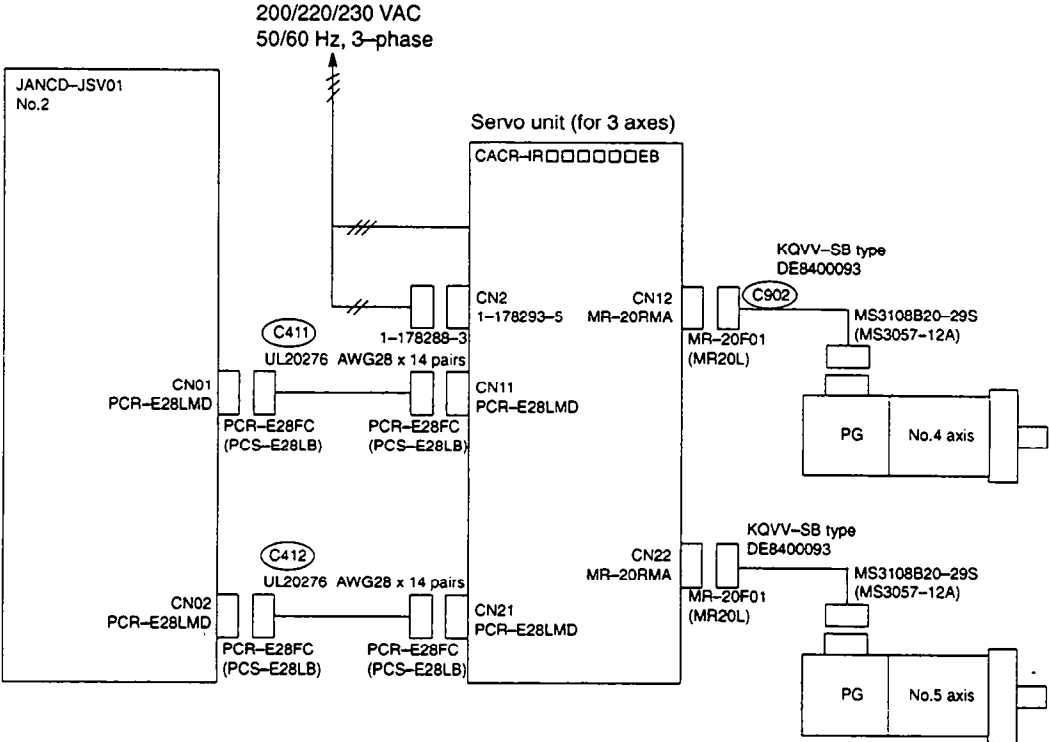 200/220/230 VAC
50/60 Hz, 3–phase
JANCD–JSV01
No.2
Servo unit (for 3 axes)
CACR–IR□□□□□□EB
KQVV–SB type
DE8400093
C902
CN2
1–178293–5
CN12
MR–20RMA
MS3108B20–29S
(MS3057–12A)
C411
1–178288–3
MR–20F01
(MR20L)
UL20276 AWG28 x 14 pairs
CN01
PCR–E28LMD
CN11
PCR–E28LMD
PCR–E28FC
(PCS–E28LB)
PCR–E28FC
(PCS–E28LB)
PG
No.4 axis
KQVV–SB type
DE8400093
C412
CN22
MR–20RMA
UL20276 AWG28 x 14 pairs
MS3108B20–29S
(MS3057–12A)
MR–20F01
(MR20L)
CN02
PCR–E28LMD
CN21
PCR–E28LMD
PCR–E28FC
(PCS–E28LB)
PCR–E28FC
(PCS–E28LB)
PG
No.5 axis